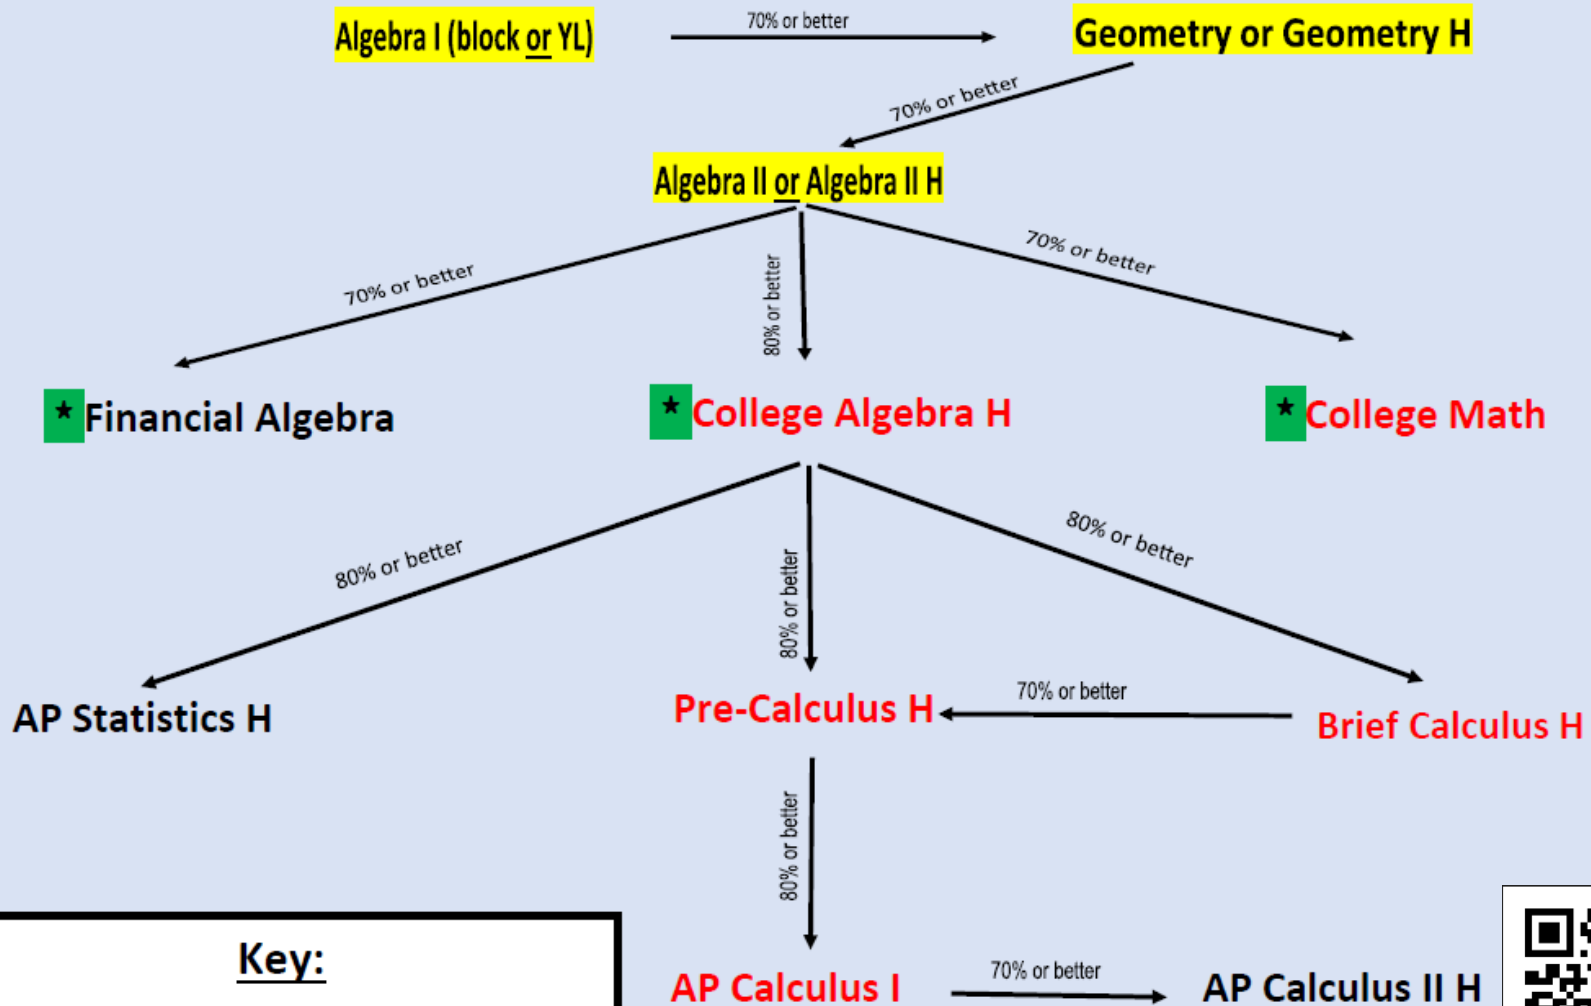 Algebra I (block or YL)
70% or better
Geometry or Geometry H
70% or better
Algebra II or Algebra II H
70% or better
80% or better
70% or better
*Financial Algebra
*College Algebra H
*College Math
80% or better
80% or better
80% or better
AP Statistics H
Pre-Calculus H
70% or better
Brief Calculus H
80% or better
Key:
AP Calculus I
70% or better
AP Calculus II H